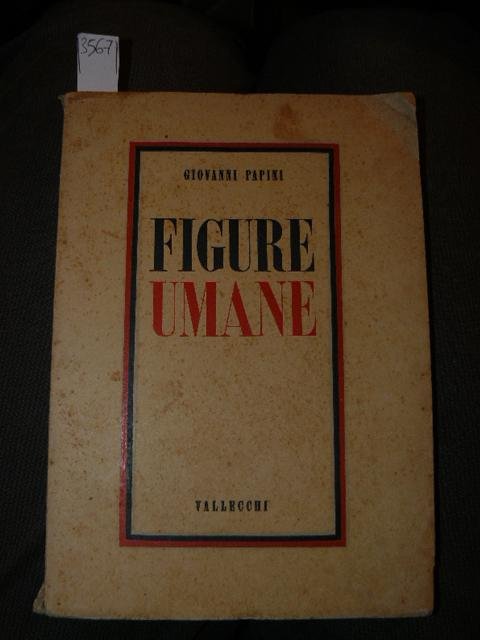 3567
GIOVANNI PAPINI
FIGURE
UMANE
VALLECCHI